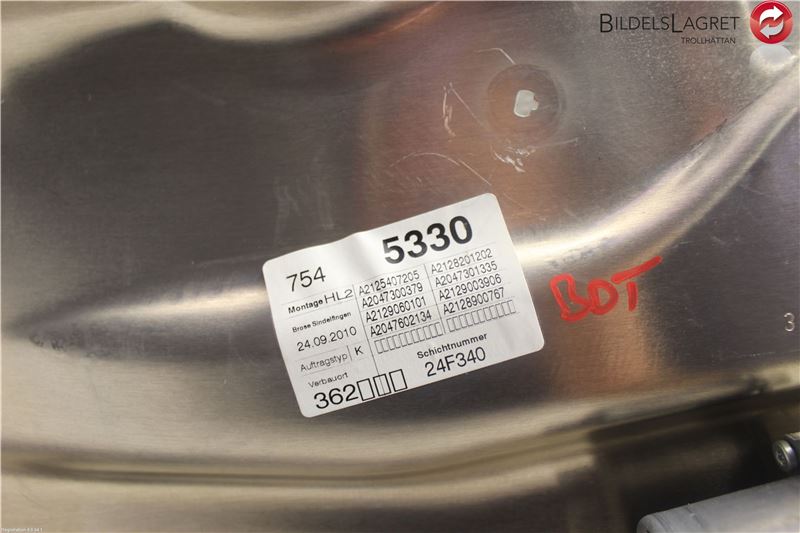 BILDELSLAGRET
TROLLHÄTTAN
754 5330
Montage HL2
Brose Sindelfingen
24.09.2010
Auftragstyp K
Verbauort
362
A2125407205 A2128201202
A2047300379 A2047301335
A2129060101 A2129003906
A2047602134 A2128900767
Schichtnummer
24F340
BDT
3